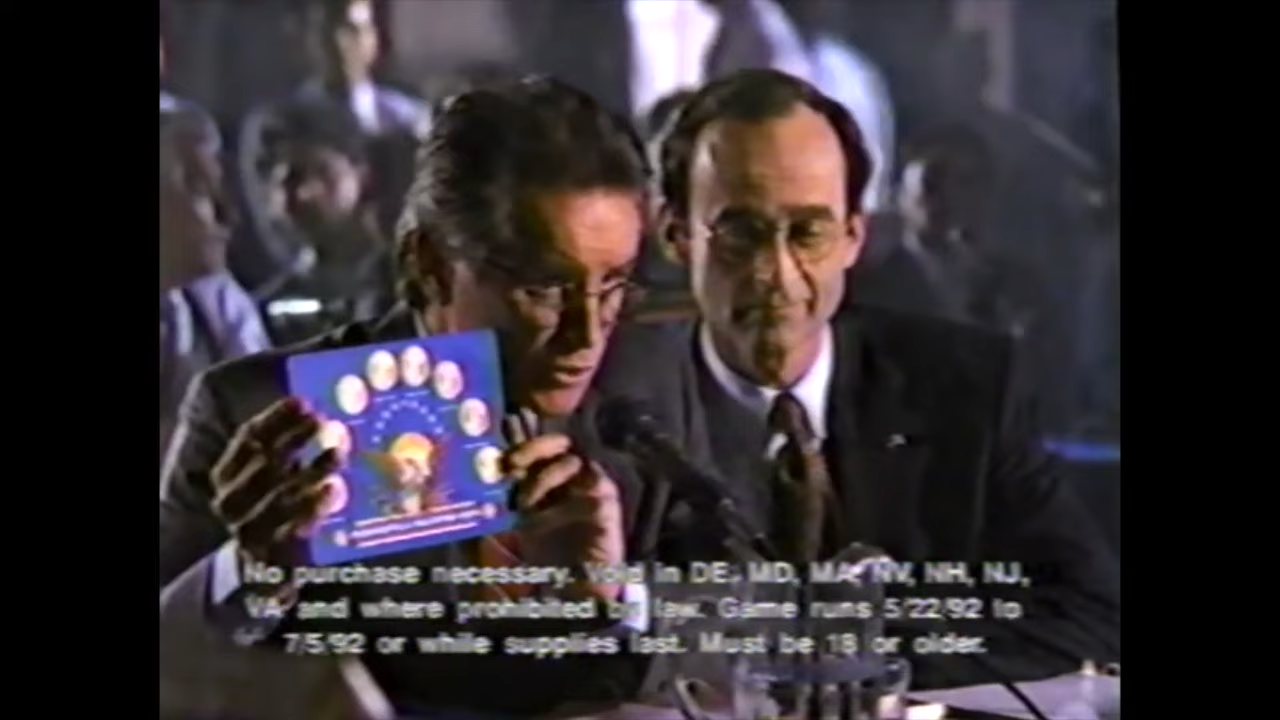 No purchase necessary. Void in DE, MD, MA, NV, NH, NJ,
VA and where prohibited by law. Game runs 5/22/92 to
7/5/92 or while supplies last. Must be 18 or older.